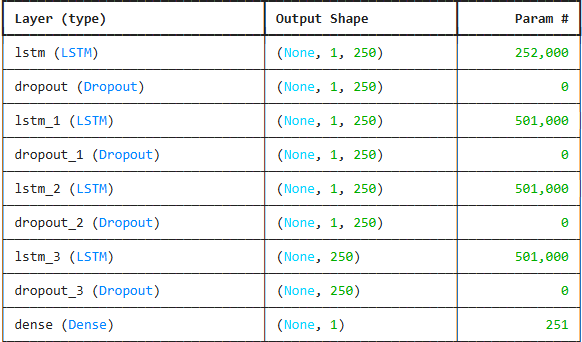 Layer (type) Output Shape Param #
lstm (LSTM) (None, 1, 250) 252,000
dropout (Dropout) (None, 1, 250) 0
lstm_1 (LSTM) (None, 1, 250) 501,000
dropout_1 (Dropout) (None, 1, 250) 0
lstm_2 (LSTM) (None, 1, 250) 501,000
dropout_2 (Dropout) (None, 1, 250) 0
lstm_3 (LSTM) (None, 250) 501,000
dropout_3 (Dropout) (None, 250) 0
dense (Dense) (None, 1) 251